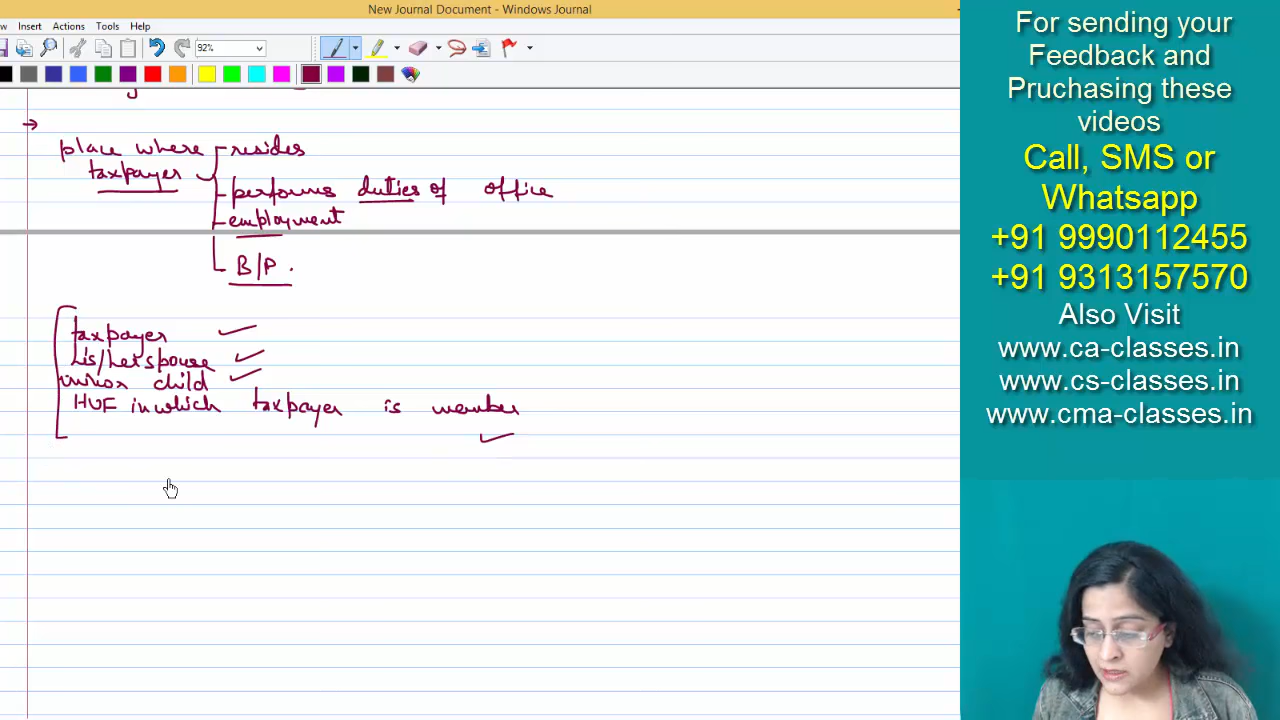 New Journal Document - Windows Journal
Insert Actions Tools Help
92%
→
place where resides
taxpayer
performs duties of office
employment
B/P.
taxpayer ✓
his/her spouse ✓
minor child ✓
HUF in which taxpayer is member
✓
For sending your
Feedback and
Pruchasing these
videos
Call, SMS or
Whatsapp
+91 9990112455
+91 9313157570
Also Visit
www.ca-classes.in
www.cs-classes.in
www.cma-classes.in